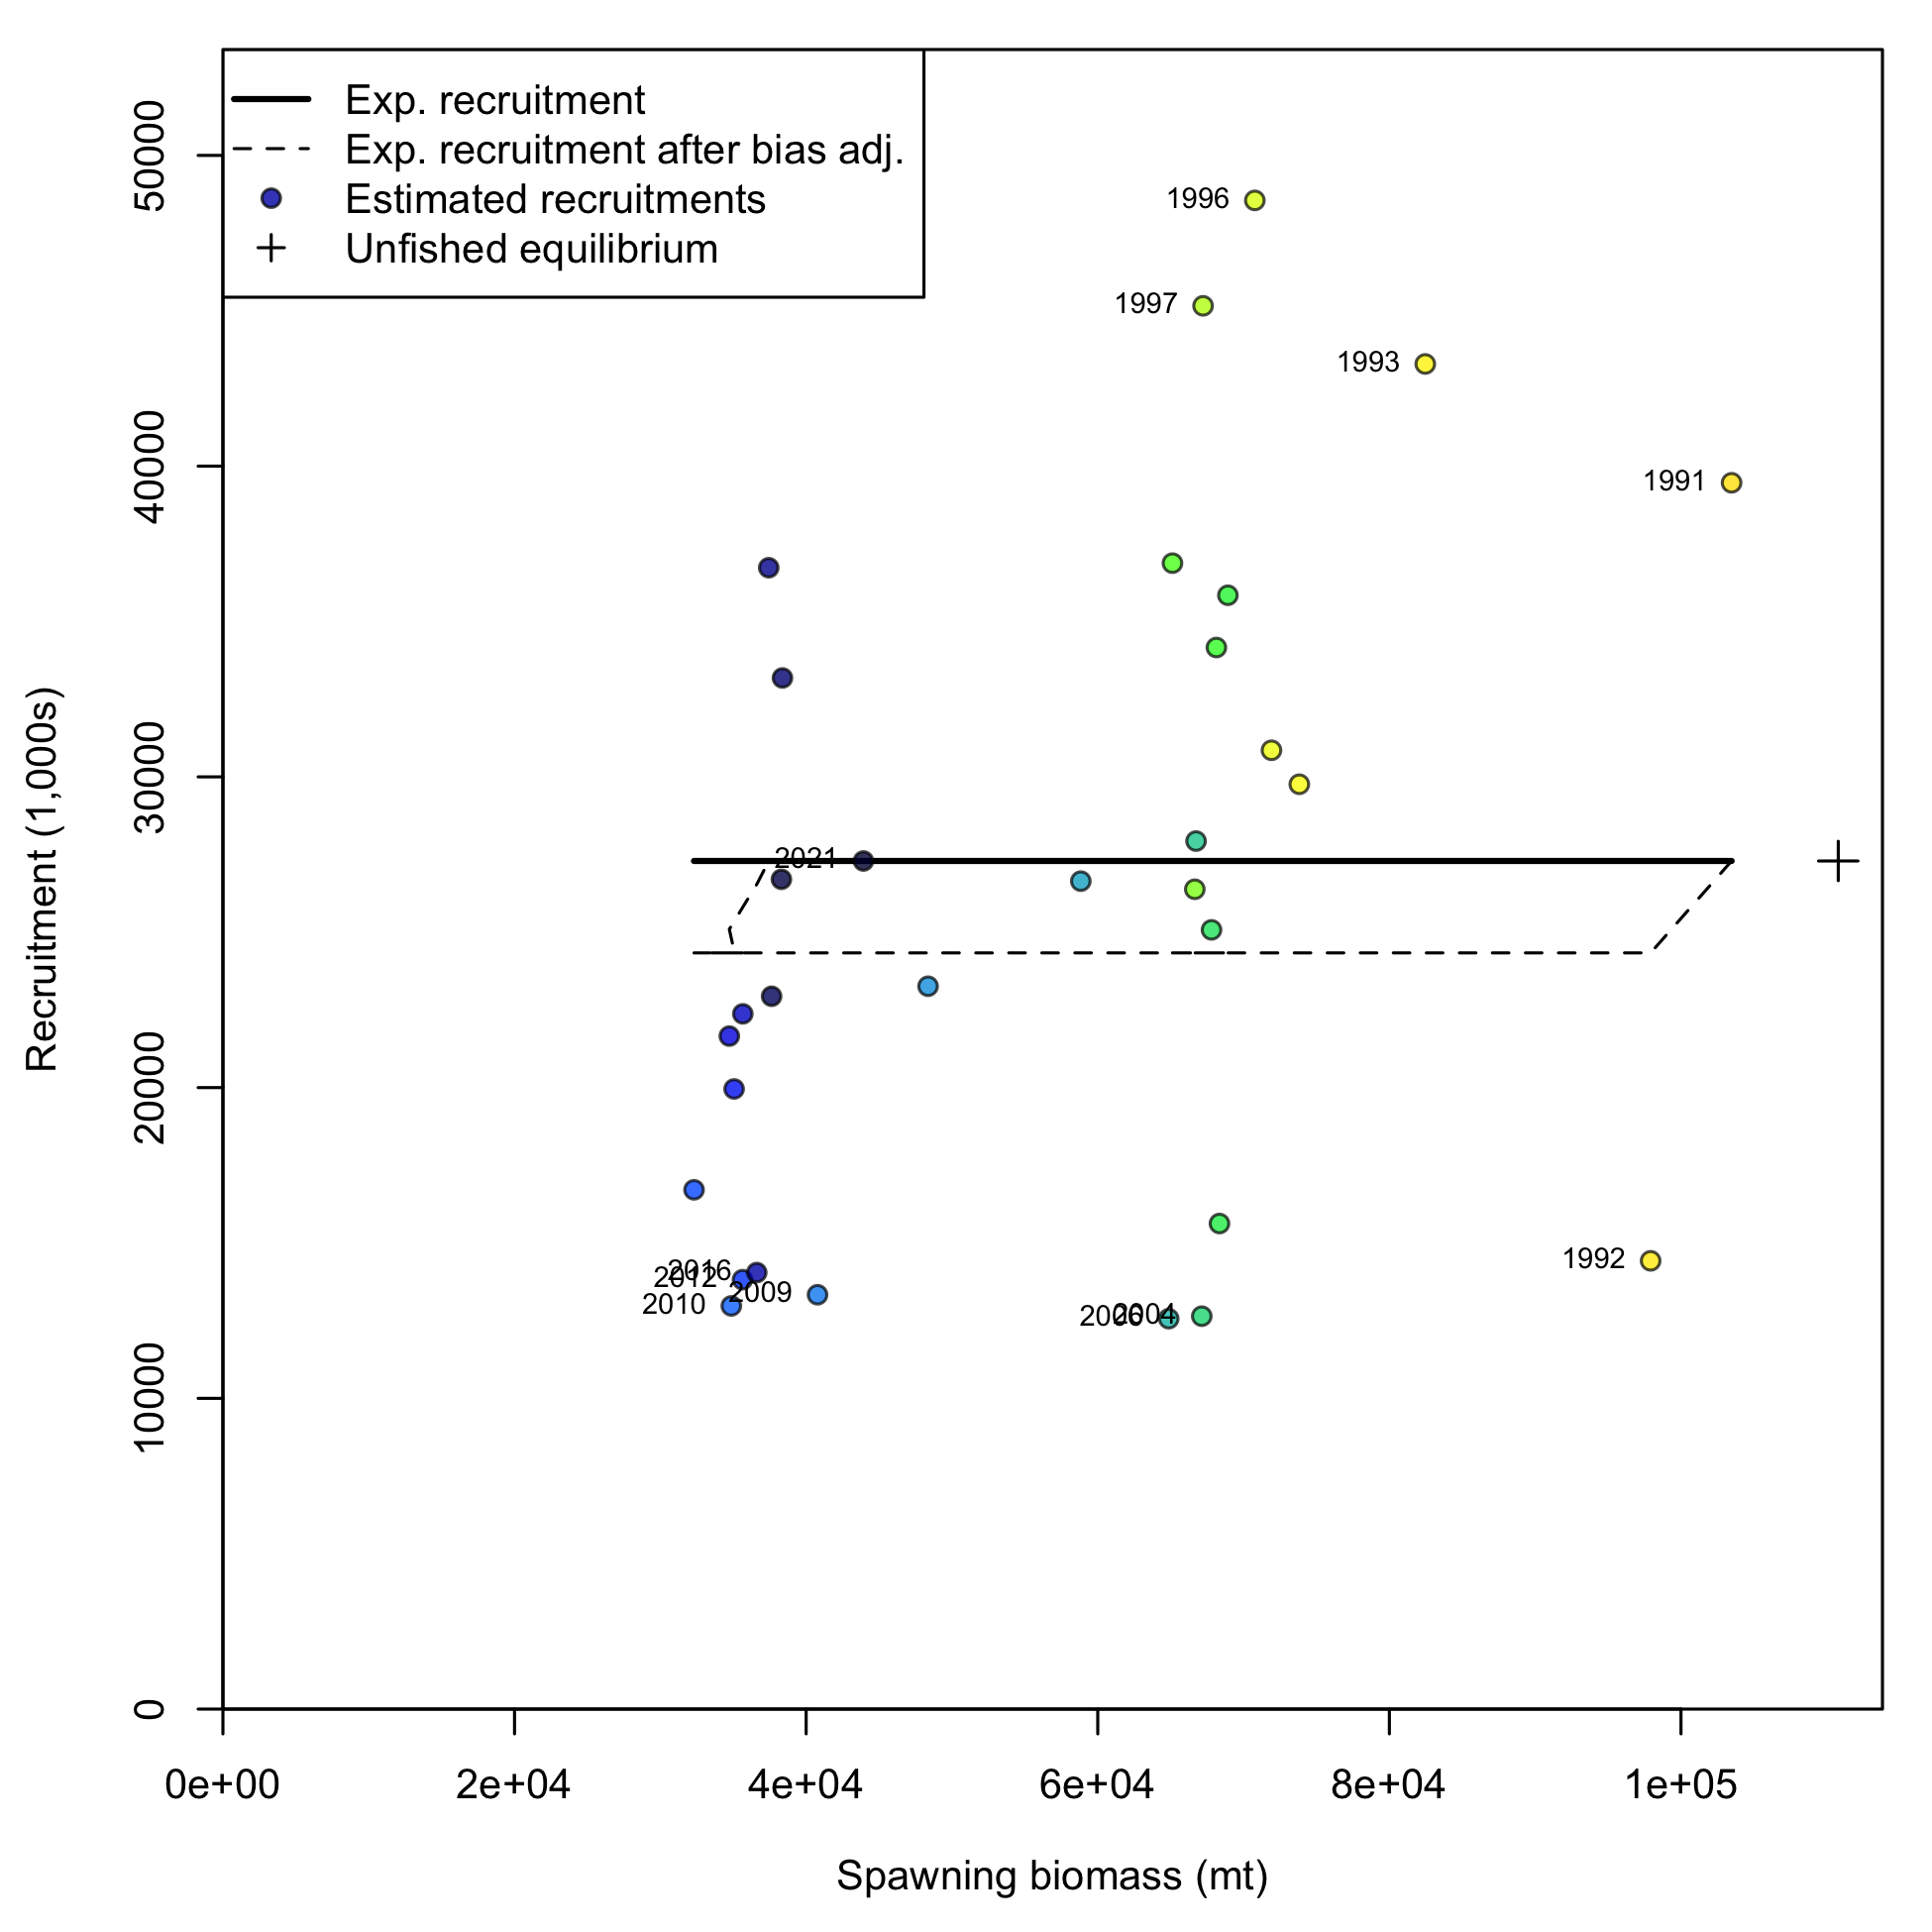 Exp. recruitment
Exp. recruitment after bias adj.
Estimated recruitments
Unfished equilibrium
1996
1997
1993
1991
2021
2016
2012
2009
2010
1992
2006
2004
Recruitment (1,000s)
50000
40000
30000
20000
10000
0
0e+00 2e+04 4e+04 6e+04 8e+04 1e+05
Spawning biomass (mt)